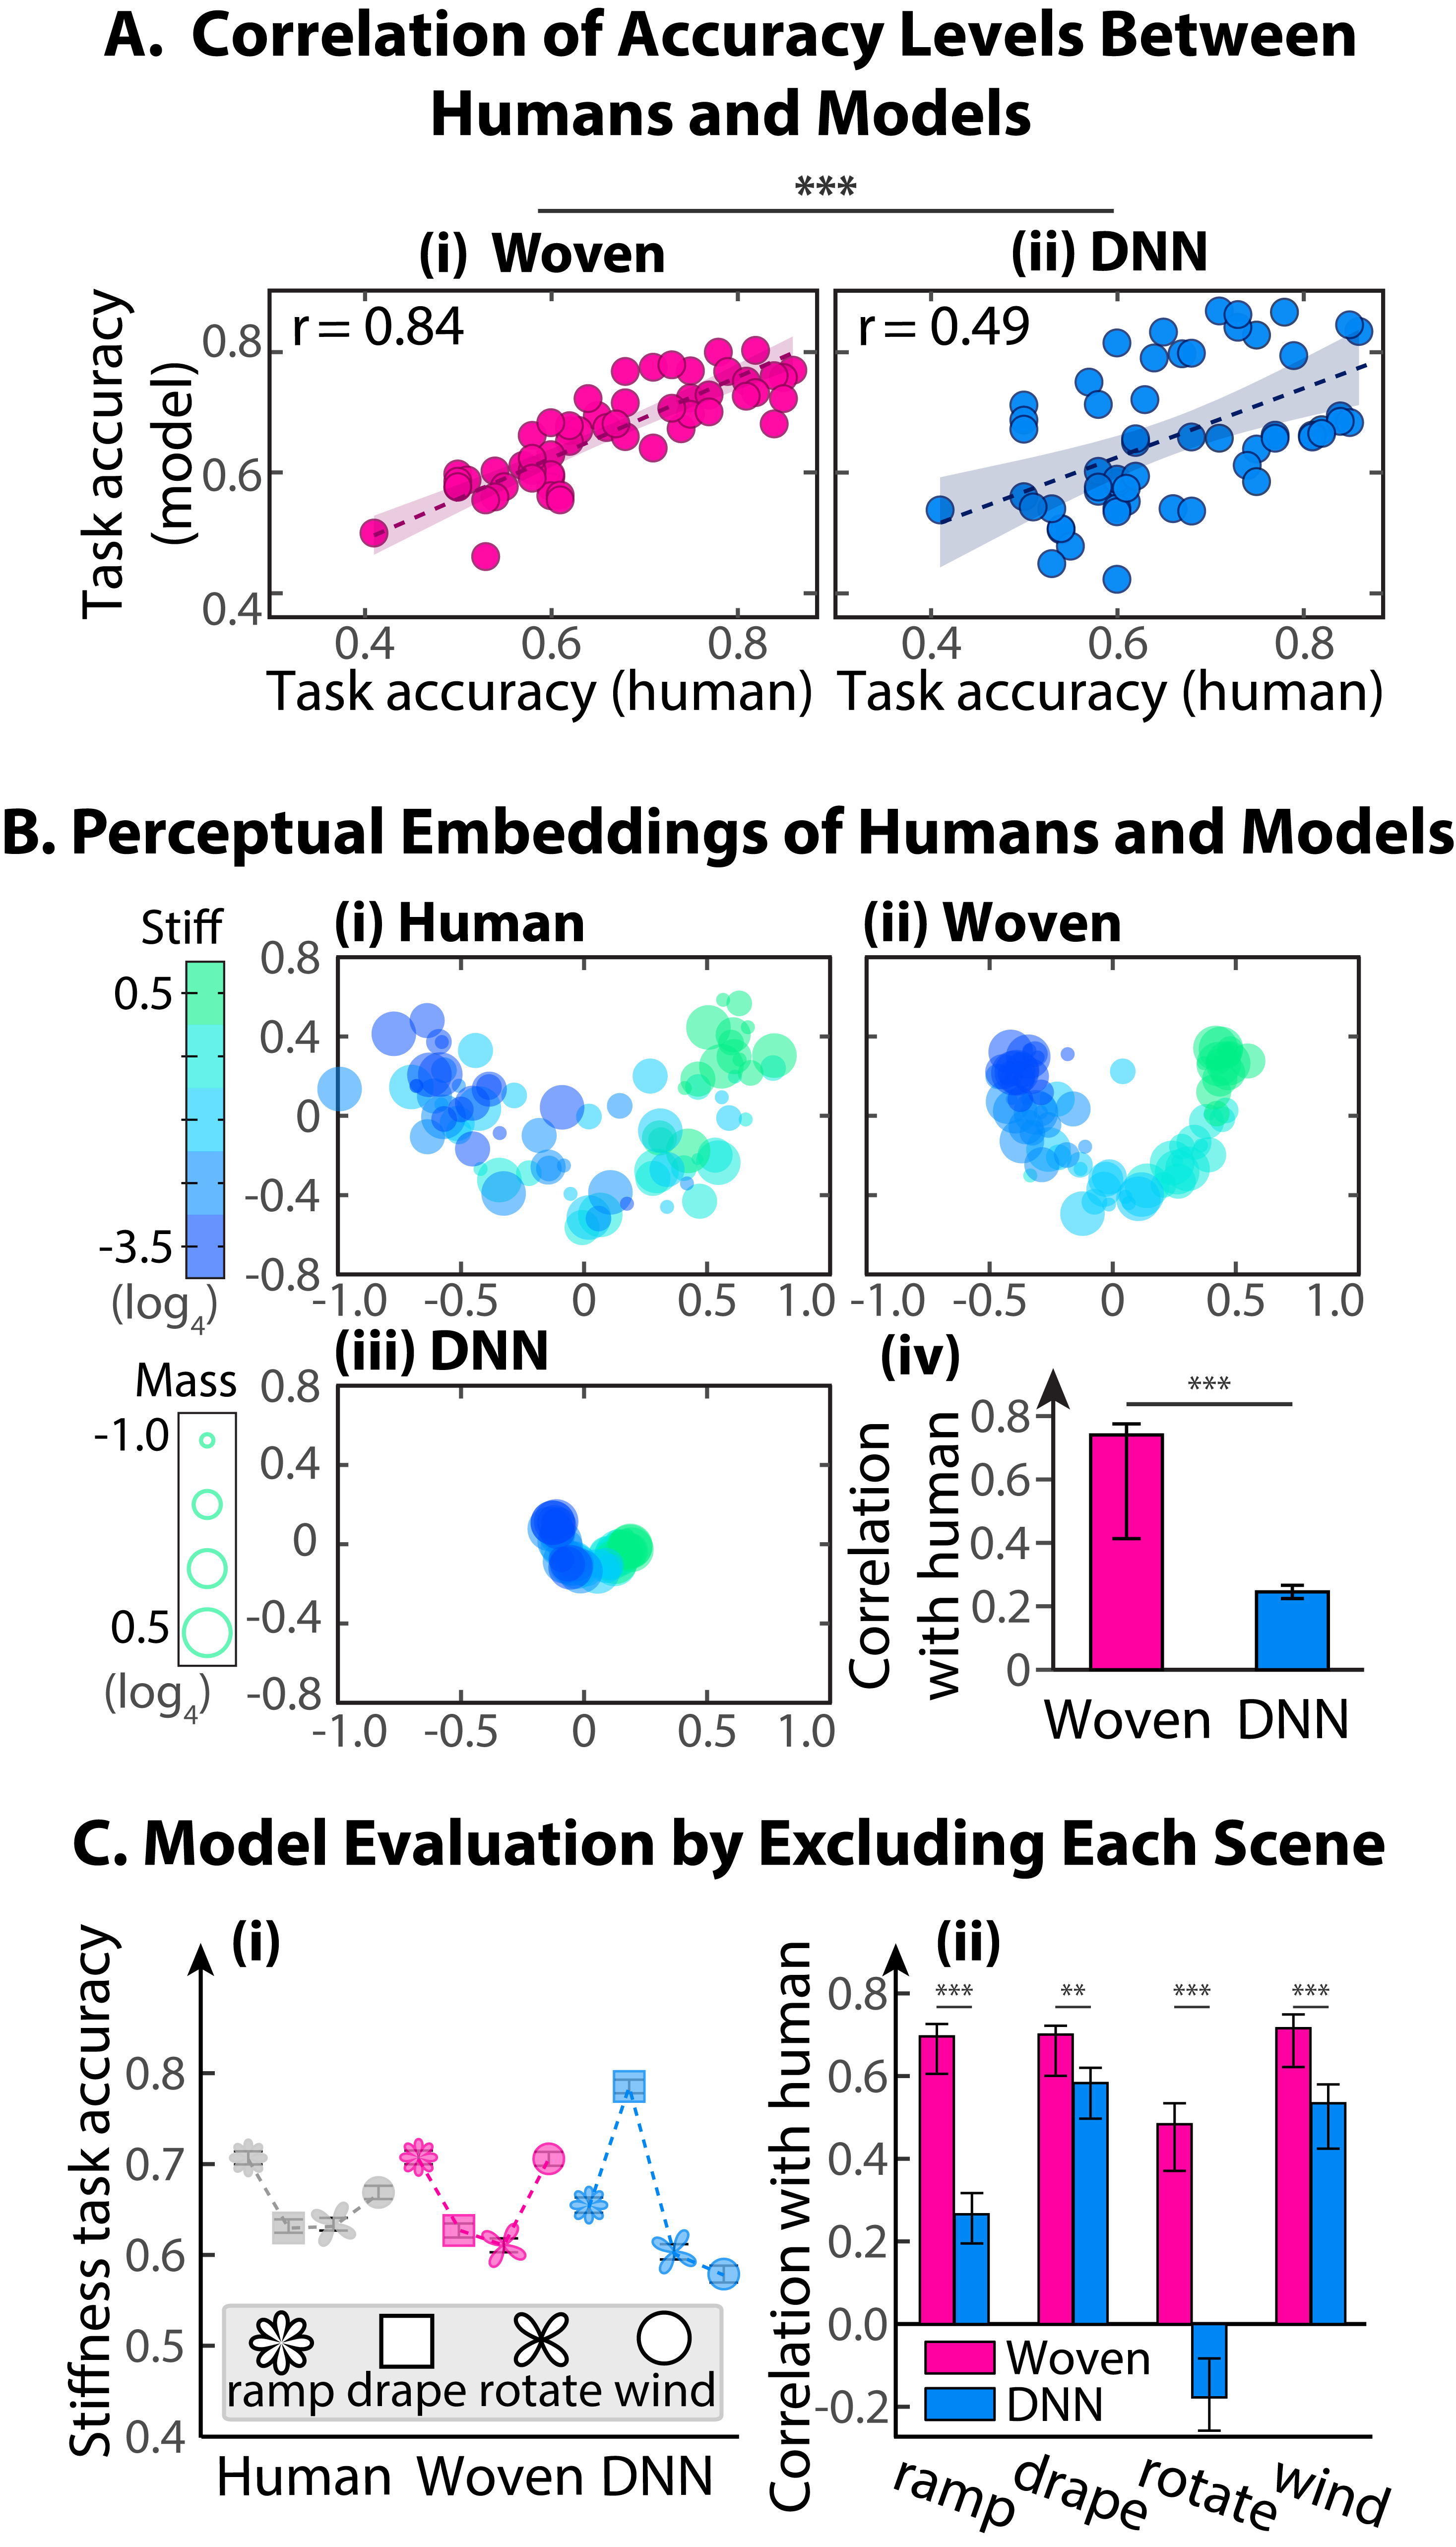 A. Correlation of Accuracy Levels Between
Humans and Models
***
(i) Woven
(ii) DNN
r = 0.84
r = 0.49
Task accuracy
(model)
0.8
0.6
0.4
0.4 0.6 0.8
0.4 0.6 0.8
Task accuracy (human)
Task accuracy (human)
B. Perceptual Embeddings of Humans and Models
Stiff
0.5
-3.5
(log4)
(i) Human
0.8
0.4
0
-0.4
-0.8
-1.0 -0.5 0 0.5 1.0
(ii) Woven
-1.0 -0.5 0 0.5 1.0
Mass
-1.0
0.5
(log4)
(iii) DNN
0.8
0.4
0
-0.4
-0.8
-1.0 -0.5 0 0.5 1.0
(iv)
***
Correlation
with human
0.8
0.6
0.4
0.2
0
Woven DNN
C. Model Evaluation by Excluding Each Scene
(i)
Stiffness task accuracy
0.8
0.7
0.6
0.5
0.4
ramp drape rotate wind
Human Woven DNN
(ii)
Correlation with human
0.8
0.6
0.4
0.2
0.0
-0.2
*** ** *** ***
Woven
DNN
ramp drape rotate wind